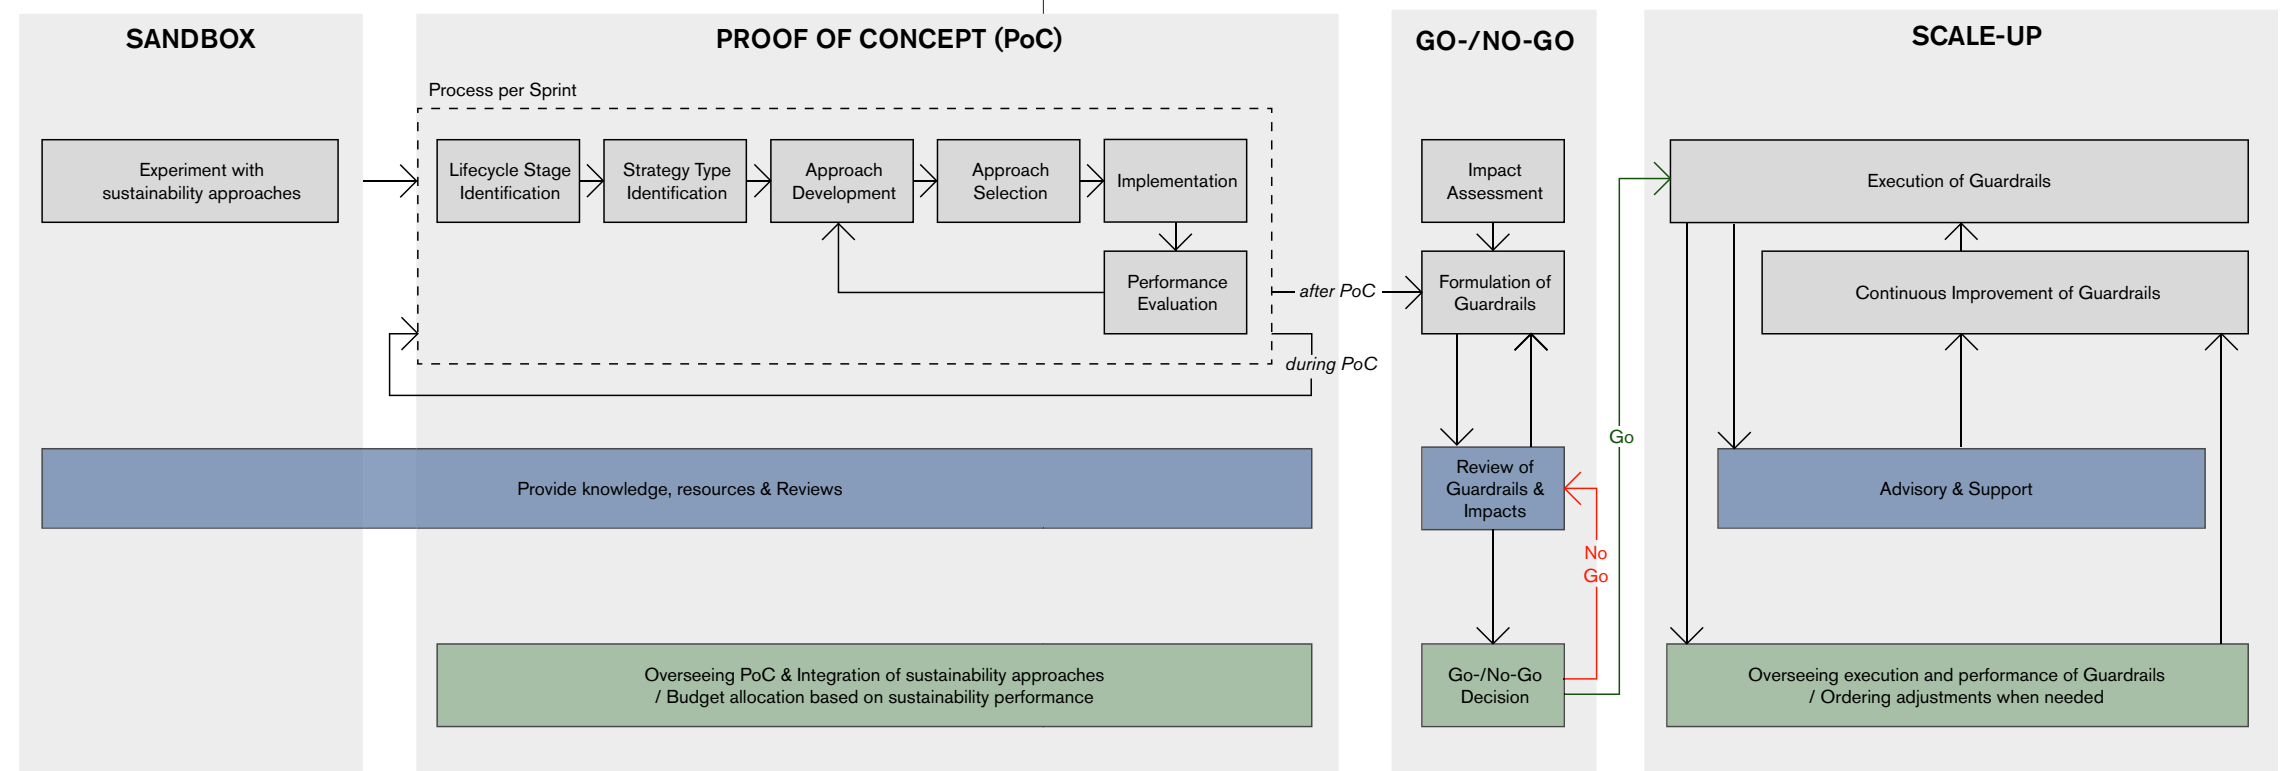 SANDBOX
PROOF OF CONCEPT (PoC)
GO-/NO-GO
SCALE-UP
Process per Sprint
Experiment with
sustainability approaches
Lifecycle Stage
Identification
Strategy Type
Identification
Approach
Development
Approach
Selection
Implementation
Performance
Evaluation
after PoC
during PoC
Impact
Assessment
Formulation of
Guardrails
Execution of Guardrails
Continuous Improvement of Guardrails
Go
Provide knowledge, resources & Reviews
Review of
Guardrails &
Impacts
Advisory & Support
No
Go
Overseeing PoC & Integration of sustainability approaches
/ Budget allocation based on sustainability performance
Go-/No-Go
Decision
Overseeing execution and performance of Guardrails
/ Ordering adjustments when needed